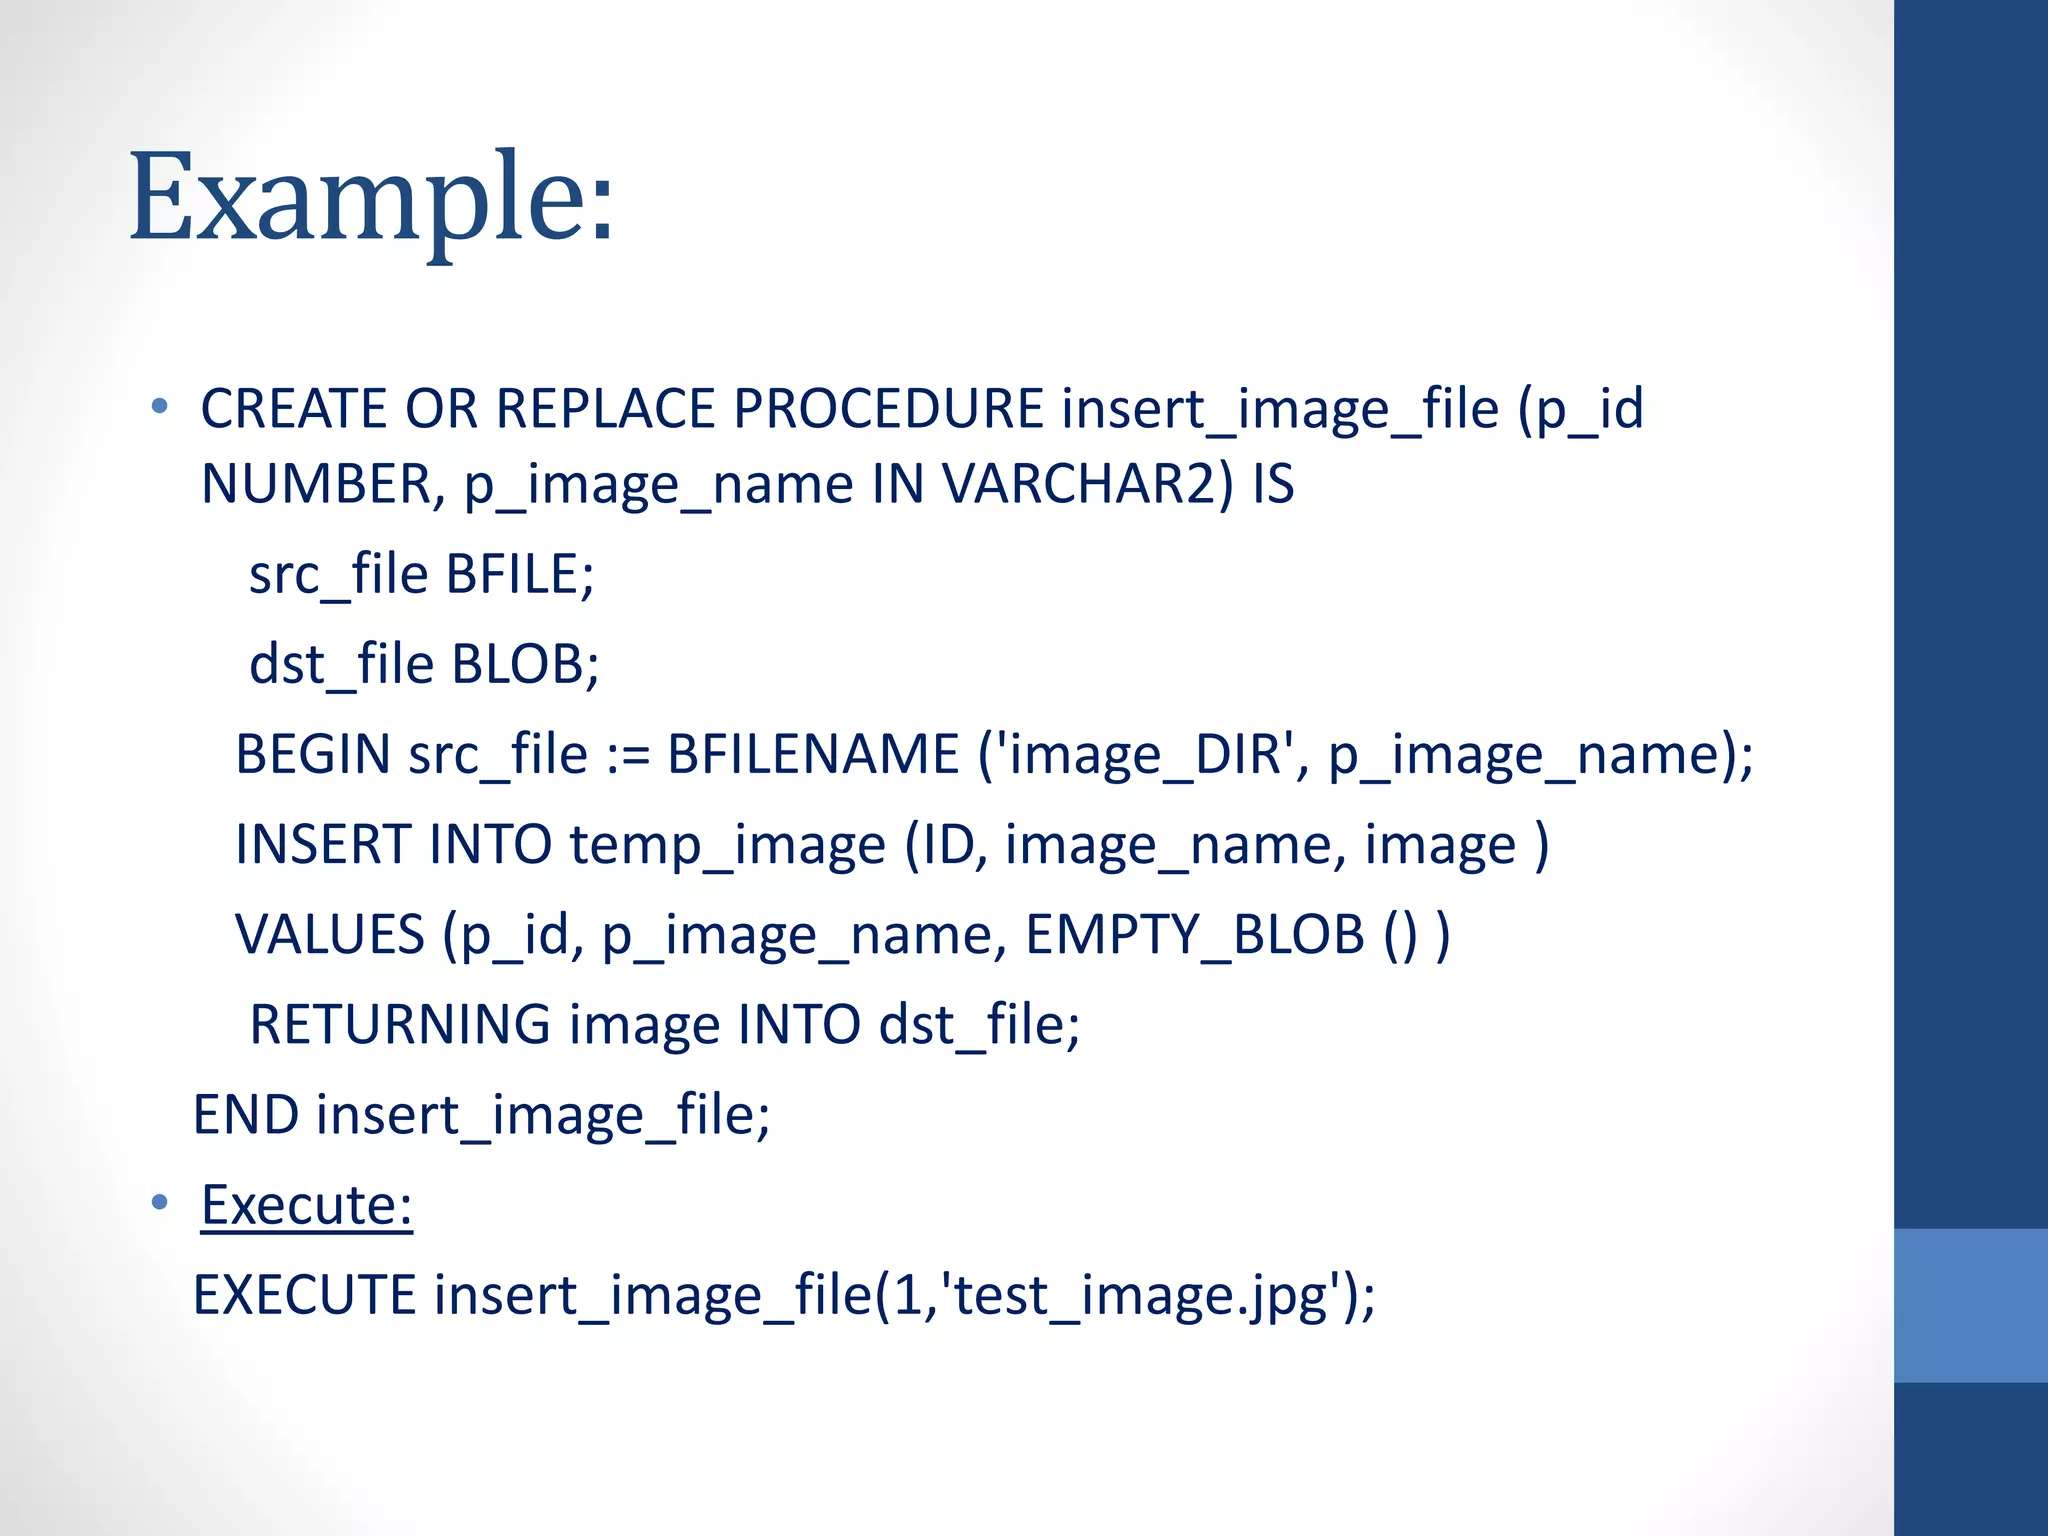 Example:
• CREATE OR REPLACE PROCEDURE insert_image_file (p_id
NUMBER, p_image_name IN VARCHAR2) IS
src_file BFILE;
dst_file BLOB;
BEGIN src_file := BFILENAME ('image_DIR', p_image_name);
INSERT INTO temp_image (ID, image_name, image )
VALUES (p_id, p_image_name, EMPTY_BLOB () )
RETURNING image INTO dst_file;
END insert_image_file;
• Execute:
EXECUTE insert_image_file(1,'test_image.jpg');